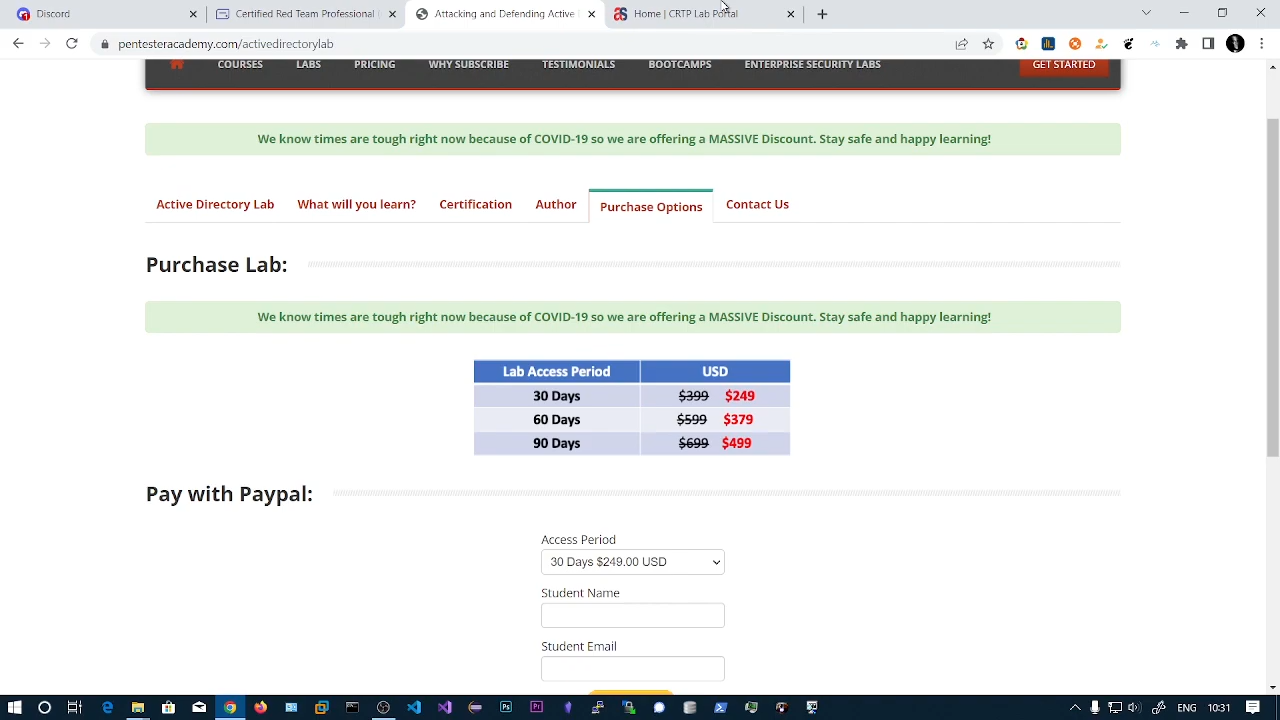 Discord
Certified Red Team Professional
Attacking and Defending Active
Home | CRTP Lab Portal
pentesteracademy.com/activedirectorylab
COURSES
LABS
PRICING
WHY SUBSCRIBE
TESTIMONIALS
BOOTCAMPS
ENTERPRISE SECURITY LABS
GET STARTED
We know times are tough right now because of COVID-19 so we are offering a MASSIVE Discount. Stay safe and happy learning!
Active Directory Lab
What will you learn?
Certification
Author
Purchase Options
Contact Us
Purchase Lab:
We know times are tough right now because of COVID-19 so we are offering a MASSIVE Discount. Stay safe and happy learning!
Lab Access Period USD
30 Days $399 $249
60 Days $599 $379
90 Days $699 $499
Pay with Paypal:
Access Period
30 Days $249.00 USD
Student Name
Student Email
ENG 10:31